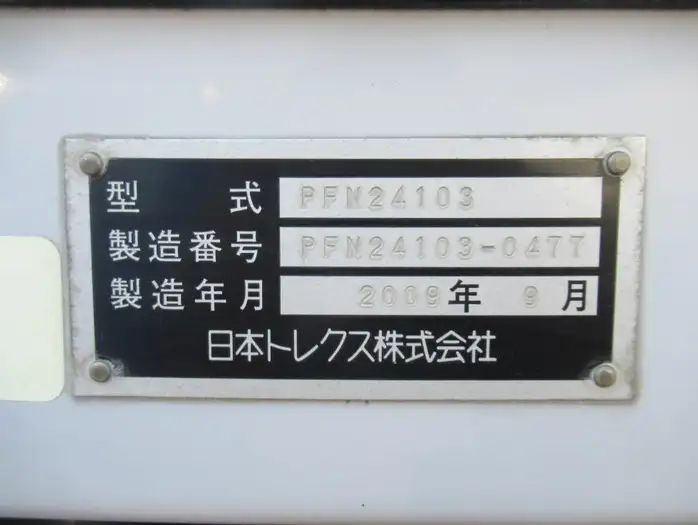 型式 PFN24103
製造番号 PFN24103-0477
製造年月 2009年 9月
日本トレクス株式会社